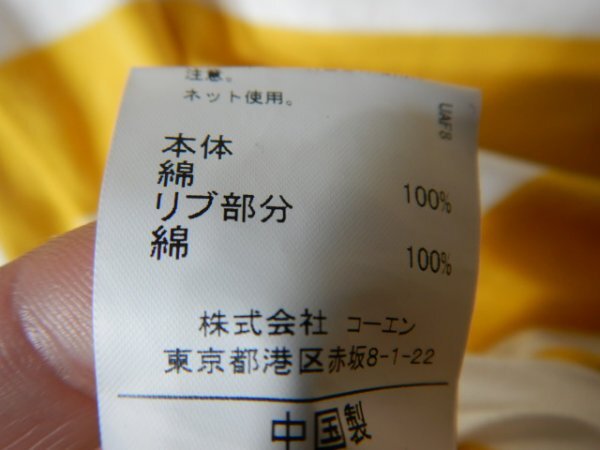 注意。
ネット使用。
UAF8
本体
綿 100%
リブ部分
綿 100%
株式会社 コーエン
東京都港区赤坂8-1-22
中国製